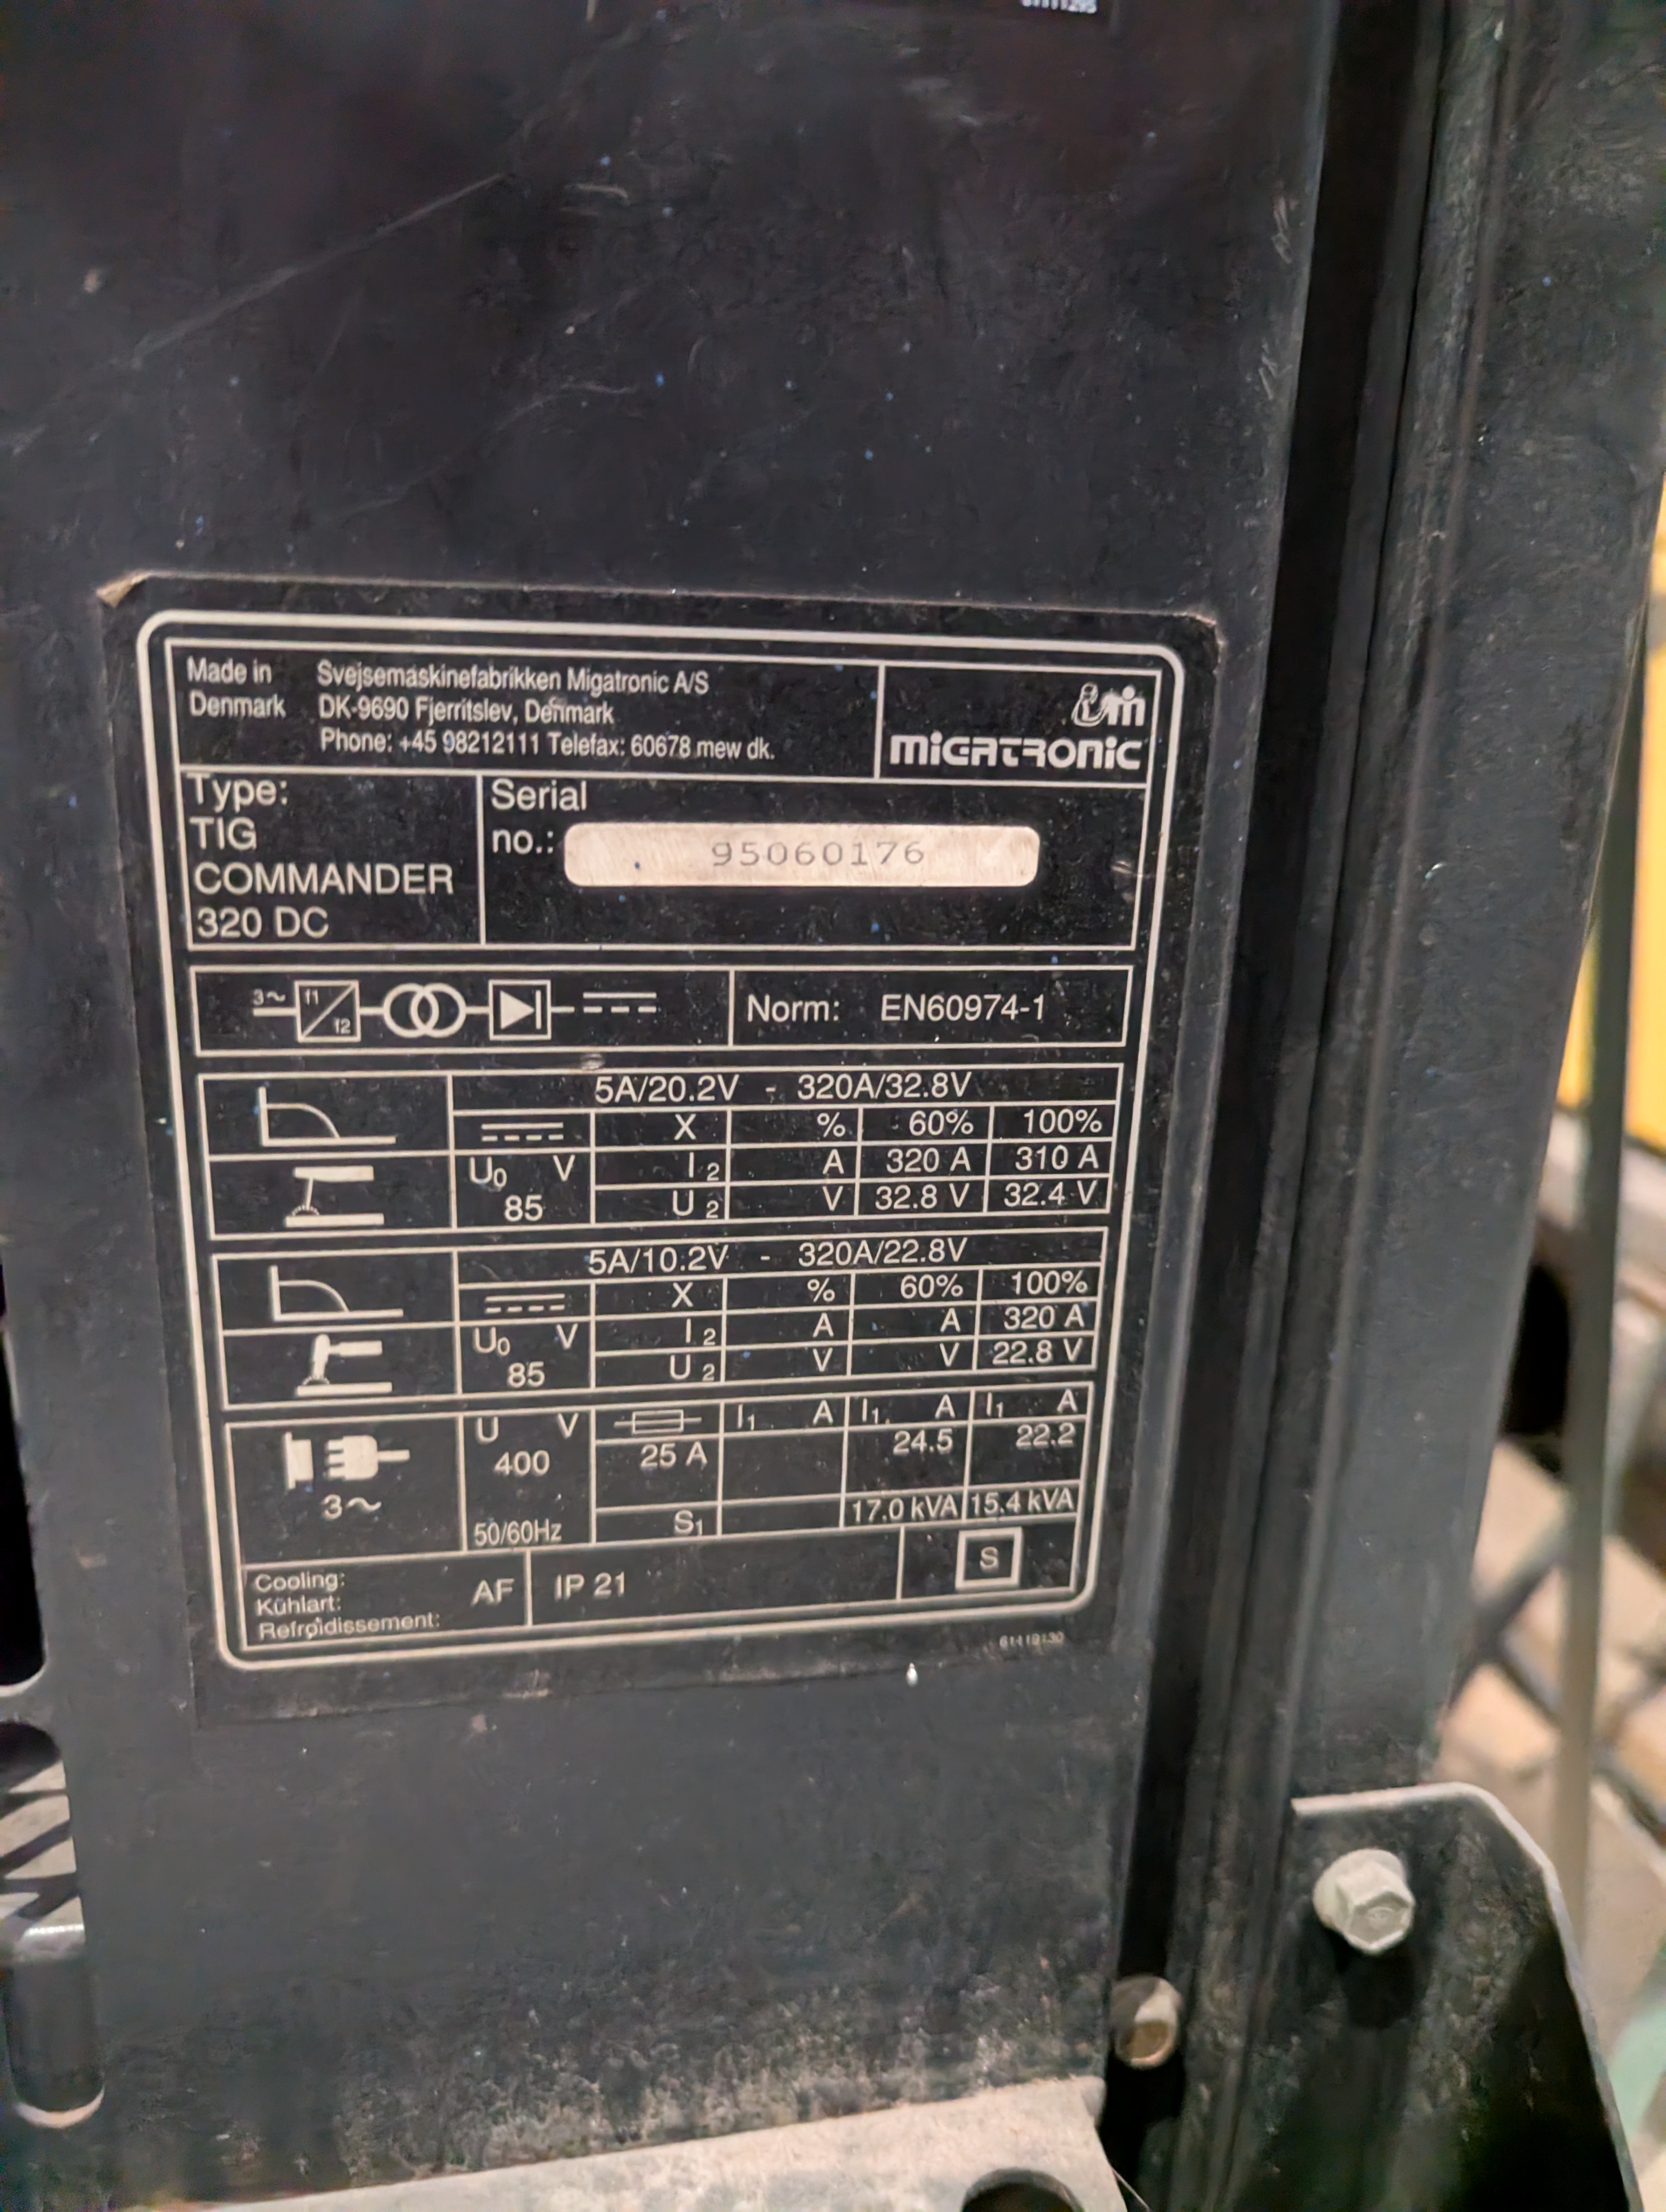 Made in Svejsemaskinefabrikken Migatronic A/S
Denmark DK-9690 Fjerritslev, Denmark
Phone: +45 98212111 Telefax: 60678 mew dk.
MIGATRONIC
Type:
TIG
COMMANDER
320 DC
Serial
no.: 95060176
3~ f1 f2
Norm: EN60974-1
5A/20.2V - 320A/32.8V
X % 60% 100%
U0 V I2 A 320 A 310 A
85 U2 V 32.8 V 32.4 V
5A/10.2V - 320A/22.8V
X % 60% 100%
U0 V I2 A A 320 A
85 U2 V V 22.8 V
U V I1 A I1 A I1 A
400 25 A 24.5 22.2
3~
50/60Hz S1 17.0 kVA 15.4 kVA
Cooling:
Kühlart: AF IP 21 S
Refroidissement: